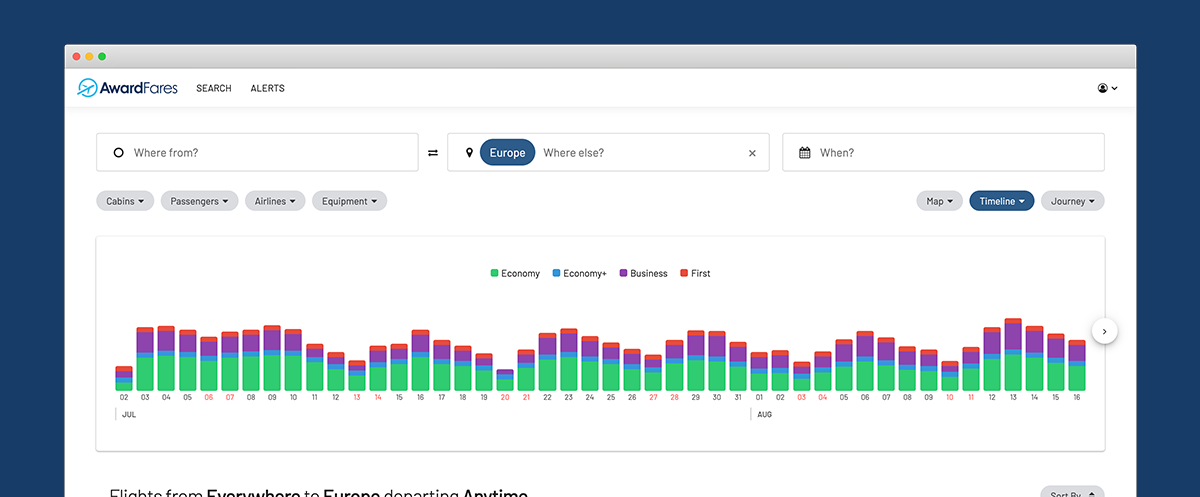 AwardFares SEARCH ALERTS
Where from? Europe Where else? When?
Cabins Passengers Airlines Equipment Map Timeline Journey
Economy Economy+ Business First
02 03 04 05 06 07 08 09 10 11 12 13 14 15 16 17 18 19 20 21 22 23 24 25 26 27 28 29 30 31 01 02 03 04 05 06 07 08 09 10 11 12 13 14 15 16
JUL AUG
Flights from Everywhere to Europe departing Anytime Sort By